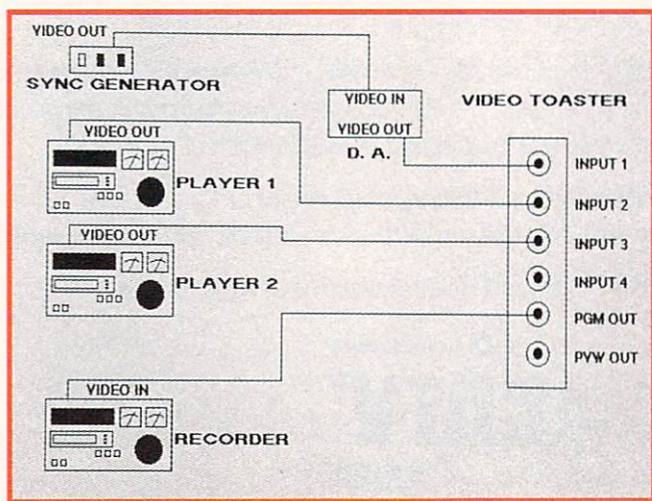 VIDEO OUT
SYNC GENERATOR
VIDEO IN
VIDEO OUT
D. A.
VIDEO TOASTER
VIDEO OUT
PLAYER 1
VIDEO OUT
PLAYER 2
VIDEO IN
RECORDER
INPUT 1
INPUT 2
INPUT 3
INPUT 4
PGM OUT
PVW OUT